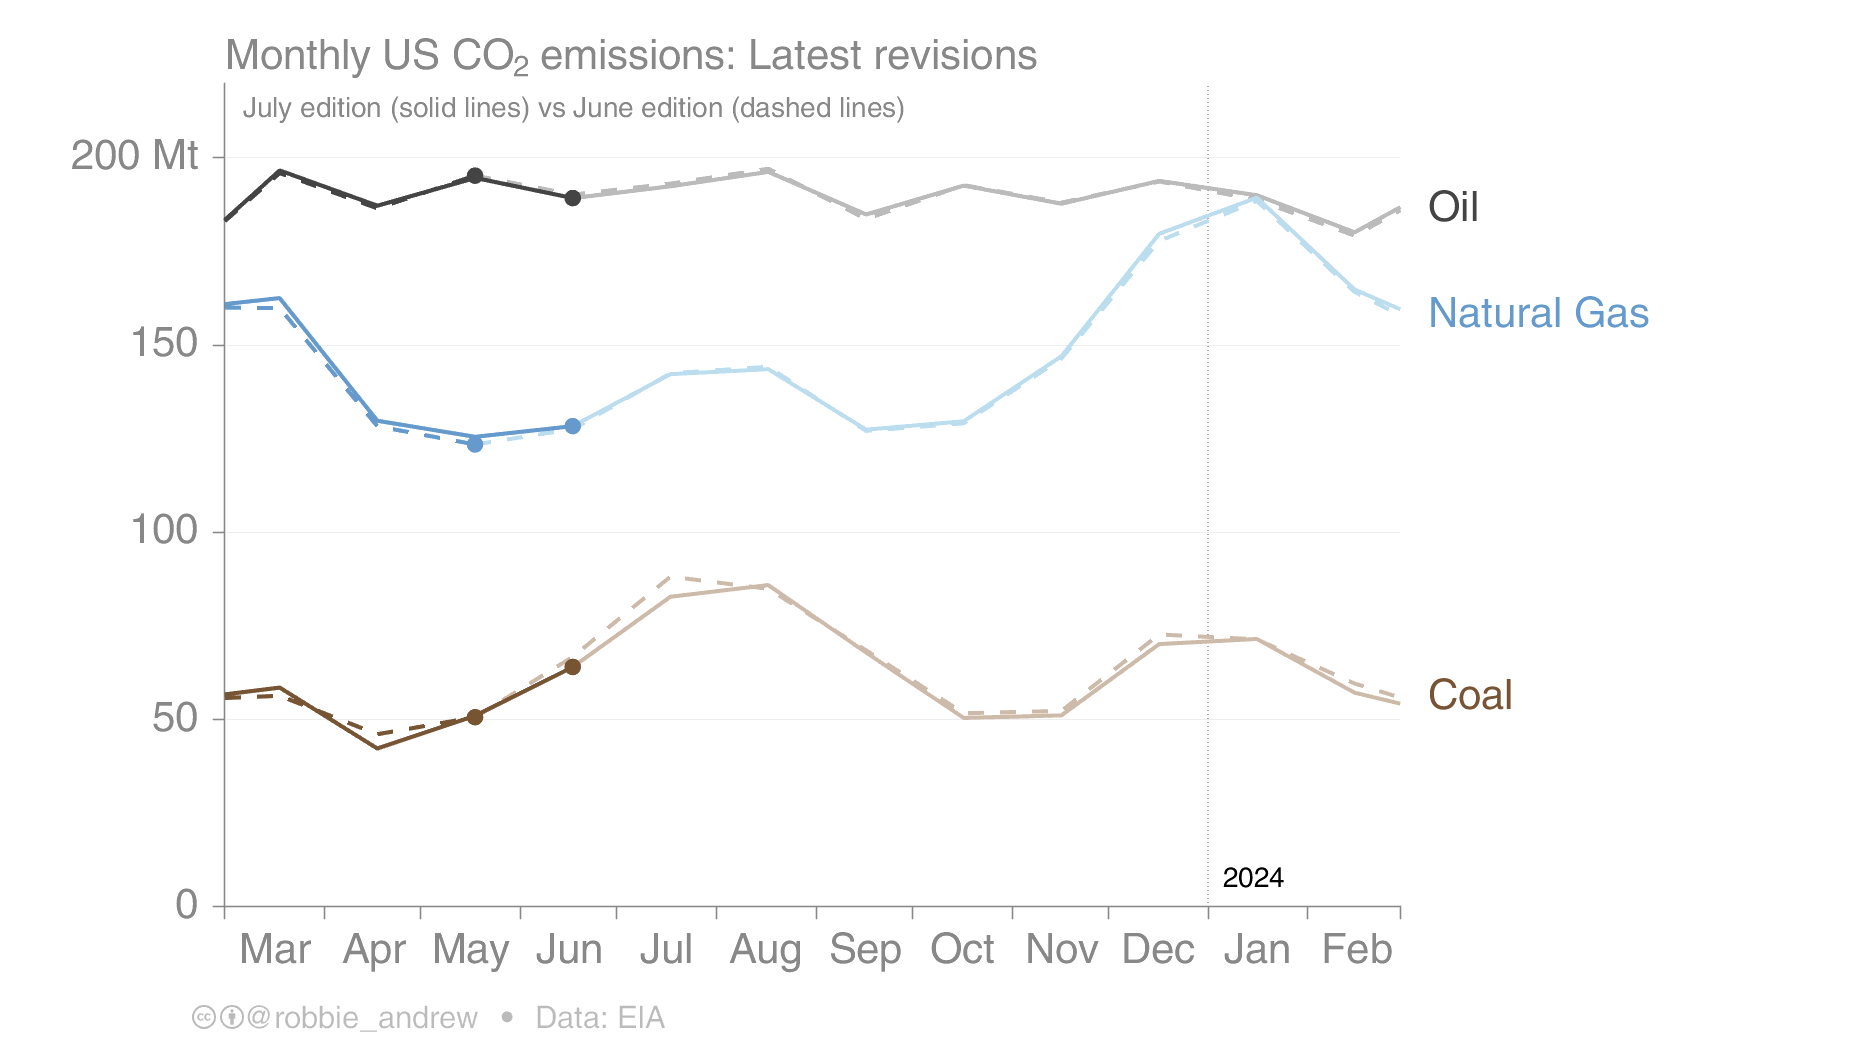 Monthly US CO₂ emissions: Latest revisions
July edition (solid lines) vs June edition (dashed lines)
200 Mt
150
100
50
0
Oil
Natural Gas
Coal
2024
Mar Apr May Jun Jul Aug Sep Oct Nov Dec Jan Feb
@robbie_andrew • Data: EIA